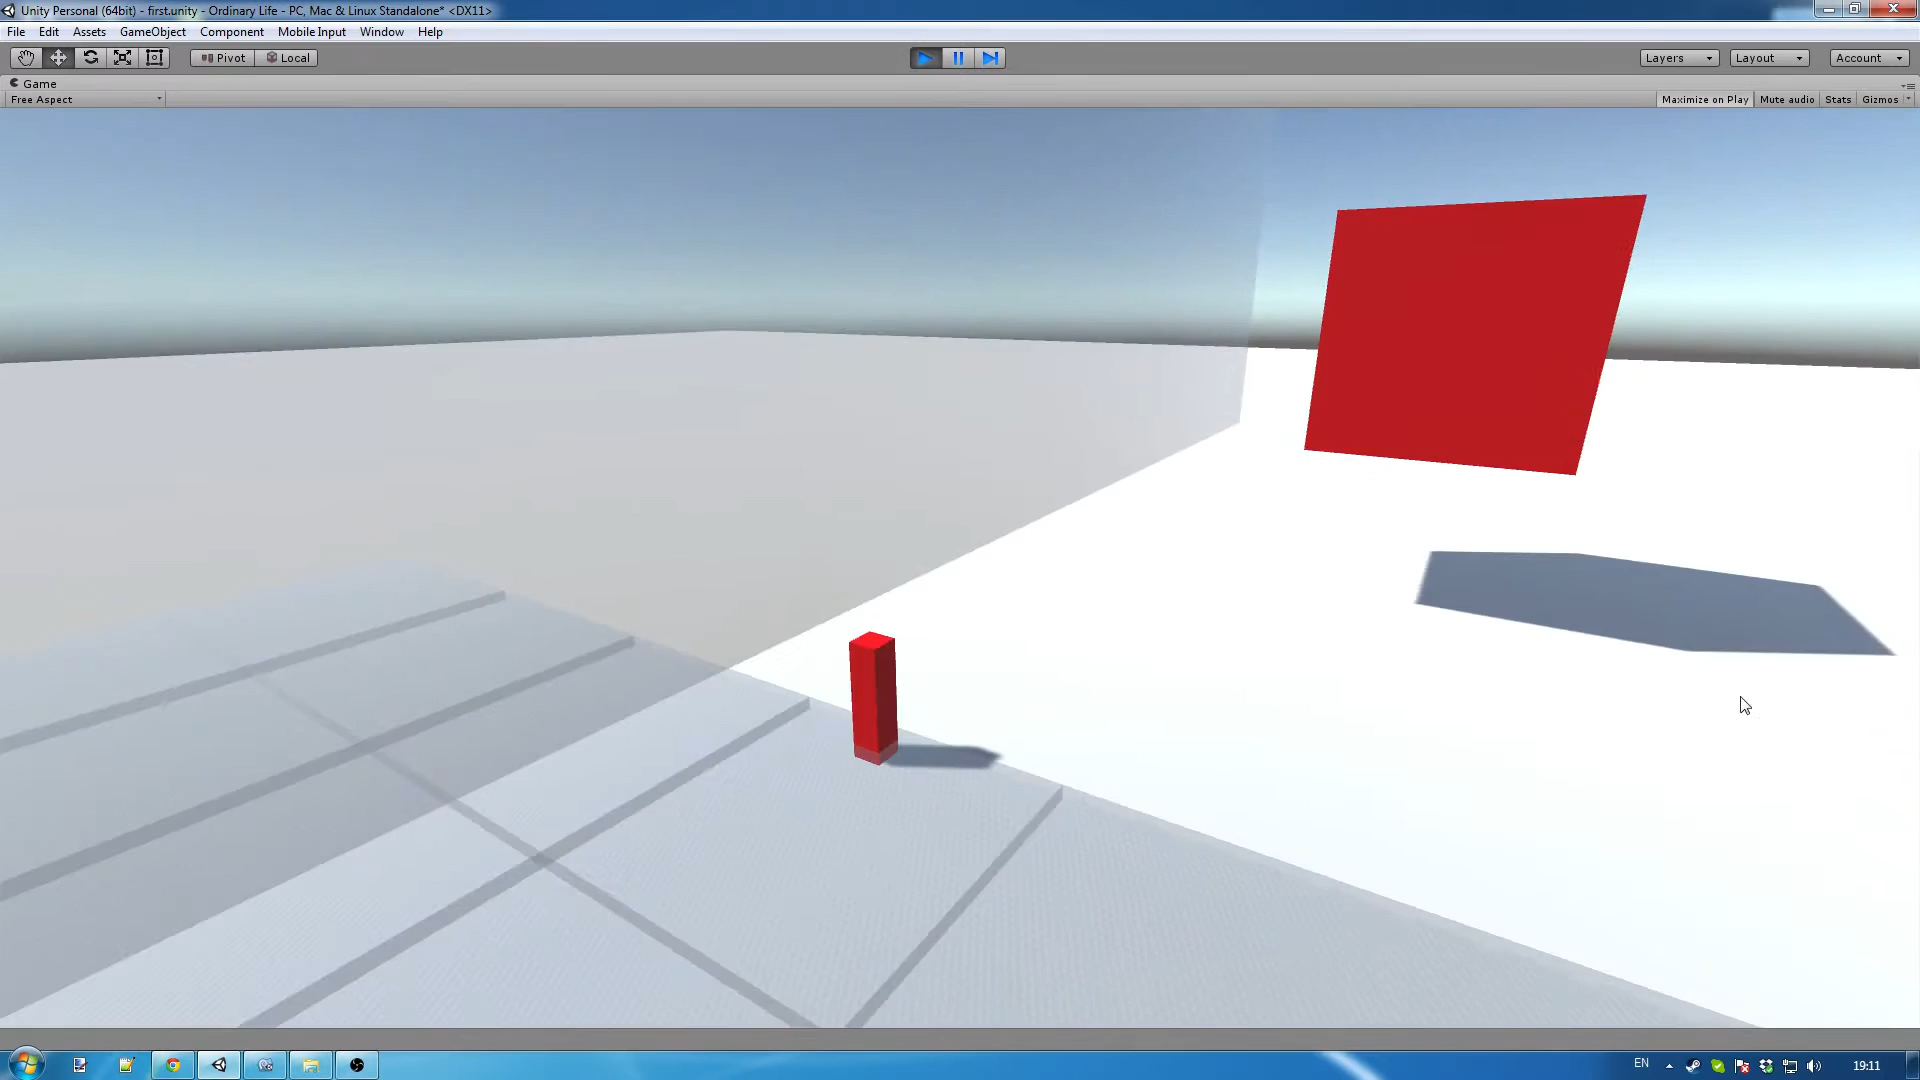 Unity Personal (64bit) - first.unity - Ordinary Life - PC, Mac & Linux Standalone* <DX11>
File Edit Assets GameObject Component Mobile Input Window Help
Pivot Local Layers Layout Account
Game
Free Aspect Maximize on Play Mute audio Stats Gizmos
EN 19:11